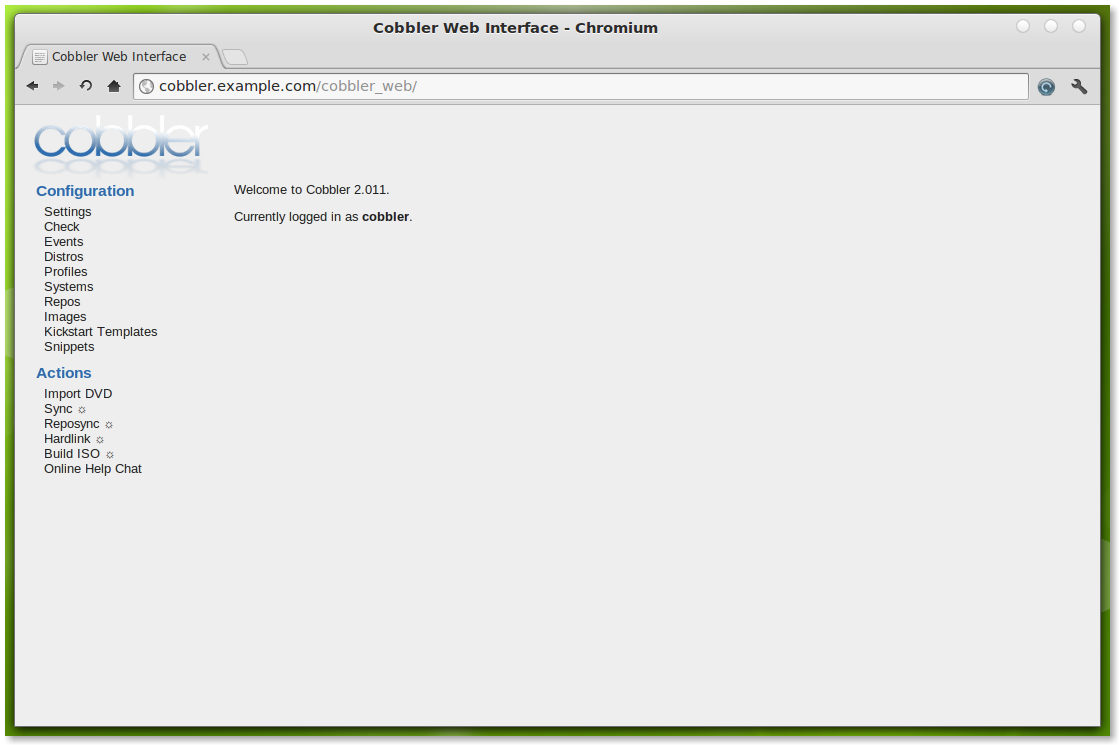 Cobbler Web Interface - Chromium
Cobbler Web Interface
cobbler.example.com/cobbler_web/
cobbler
Configuration
Settings
Check
Events
Distros
Profiles
Systems
Repos
Images
Kickstart Templates
Snippets
Actions
Import DVD
Sync ☼
Reposync ☼
Hardlink ☼
Build ISO ☼
Online Help Chat
Welcome to Cobbler 2.011.
Currently logged in as cobbler.